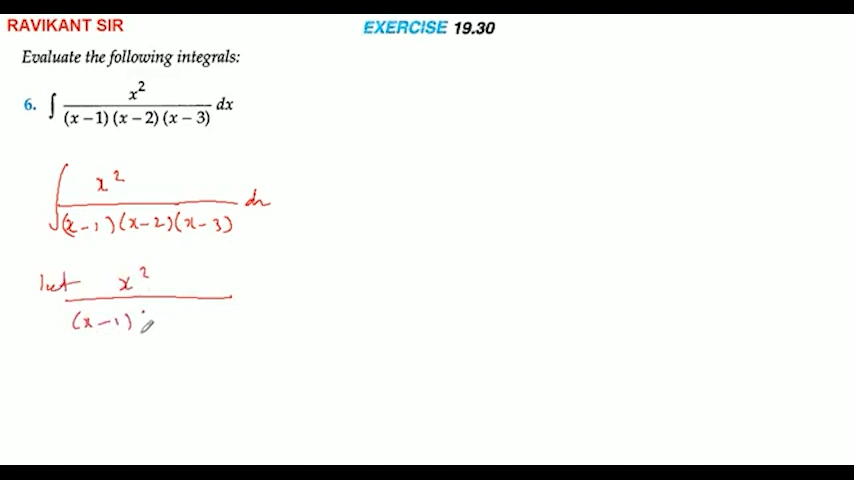 RAVIKANT SIR
EXERCISE 19.30
Evaluate the following integrals:
6. ∫ x²
(x – 1) (x – 2) (x – 3) dx
∫ x²
(x-1)(x-2)(x-3) dx
let x²
(x-1)